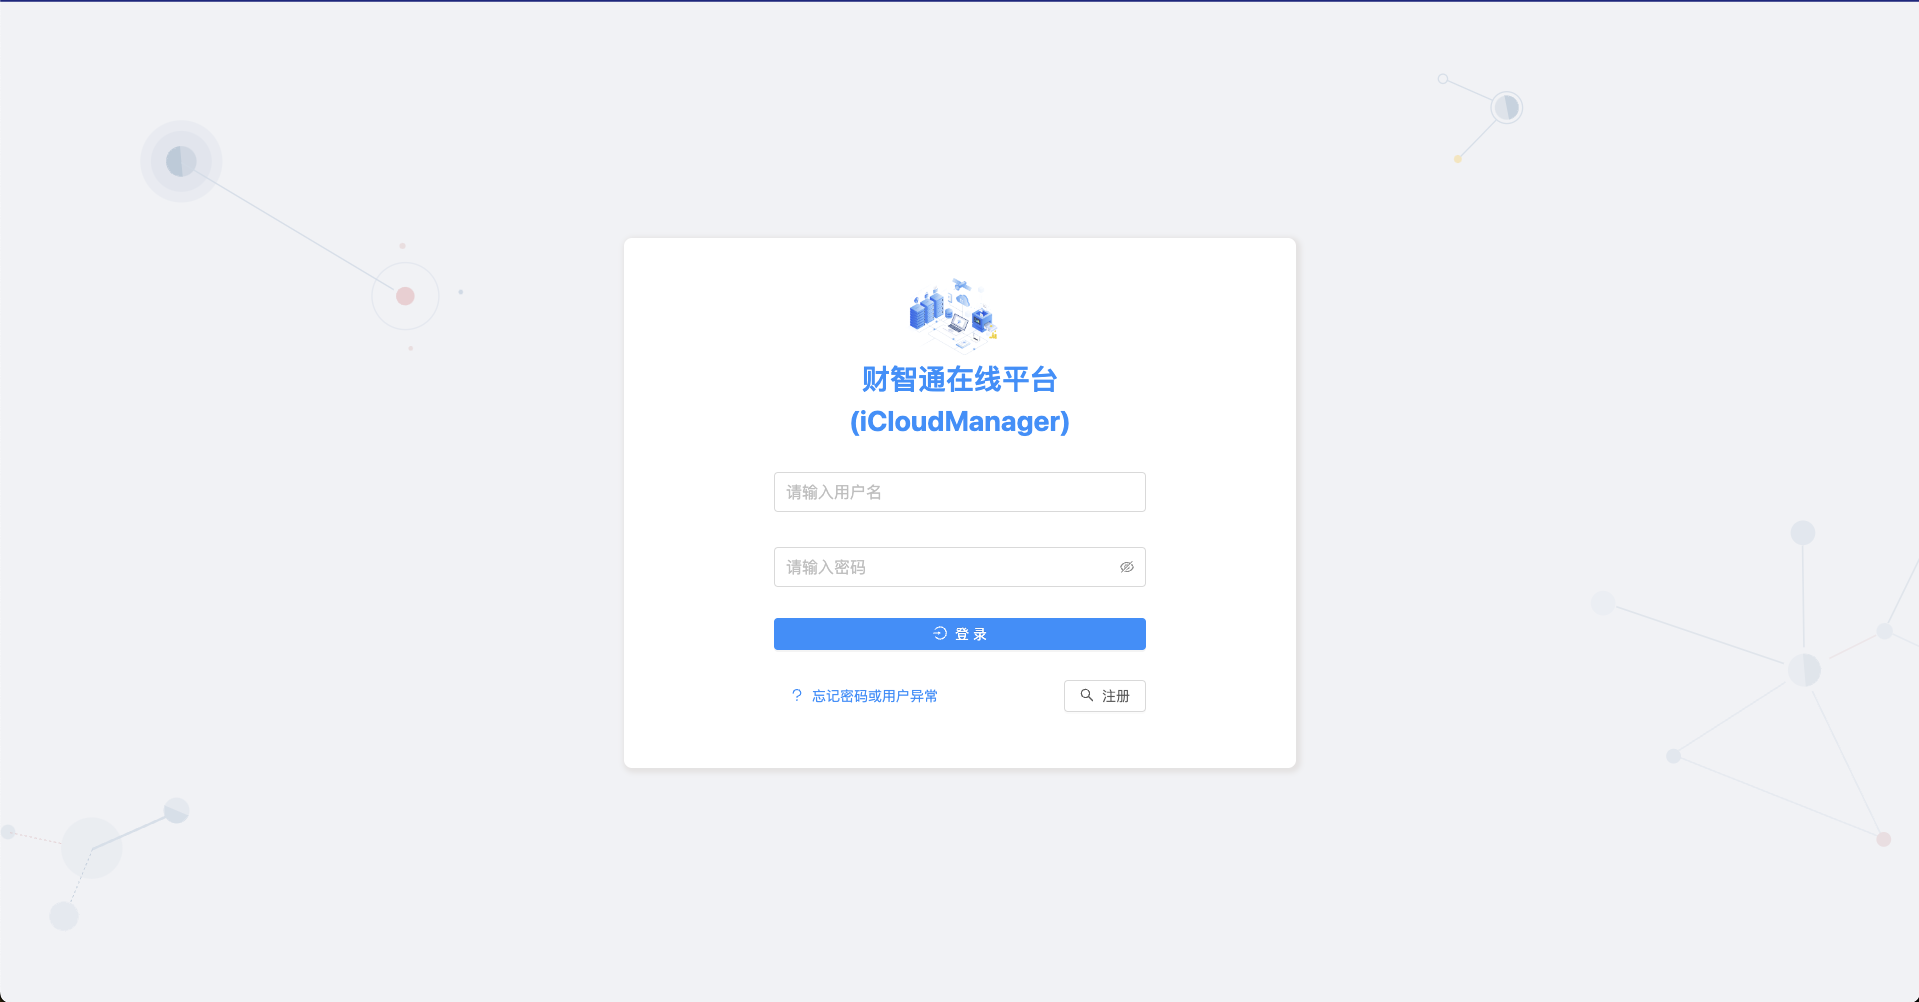 财智通在线平台
(iCloudManager)
请输入用户名
请输入密码
登 录
? 忘记密码或用户异常
注册